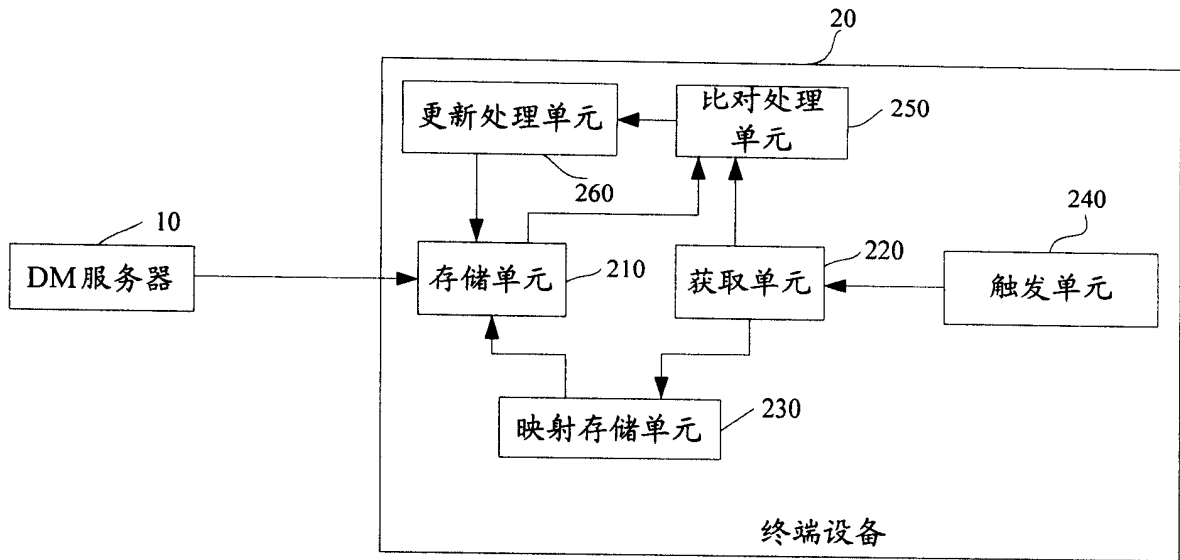 20
更新处理单元
比对处理
单元
250
260
10
240
DM服务器
存储单元
210
获取单元
220
触发单元
映射存储单元
230
终端设备